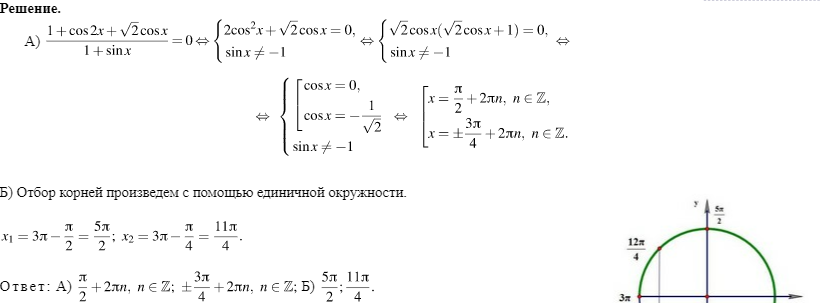 Решение.
А) (1 + cos 2x + √2 cos x)/(1 + sin x) = 0 ⇔ { 2cos²x + √2 cos x = 0, sin x ≠ −1 ⇔ { √2 cos x(√2 cos x + 1) = 0, sin x ≠ −1 ⇔
⇔ { [ cos x = 0, cos x = −1/√2 sin x ≠ −1 ⇔ [ x = π/2 + 2πn, n ∈ ℤ, x = ±3π/4 + 2πn, n ∈ ℤ.
Б) Отбор корней произведем с помощью единичной окружности.
x₁ = 3π − π/2 = 5π/2; x₂ = 3π − π/4 = 11π/4.
Ответ: А) π/2 + 2πn, n ∈ ℤ; ±3π/4 + 2πn, n ∈ ℤ; Б) 5π/2; 11π/4.
y
5π/2
12π/4
3π